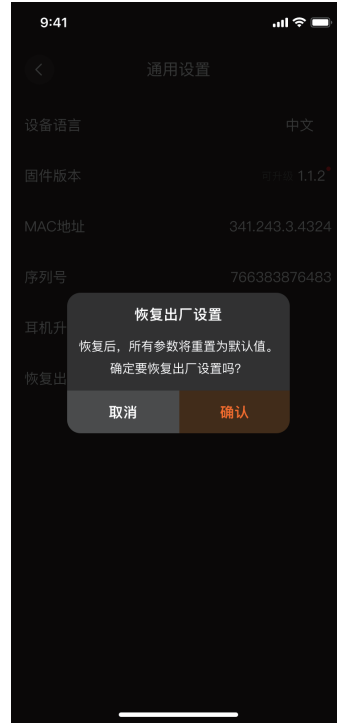 9:41
通用设置
设备语言 中文
固件版本 可升级 1.1.2
MAC地址 341.243.3.4324
序列号 766383876483
耳机升
恢复出
恢复出厂设置
恢复后，所有参数将重置为默认值。
确定要恢复出厂设置吗？
取消 确认